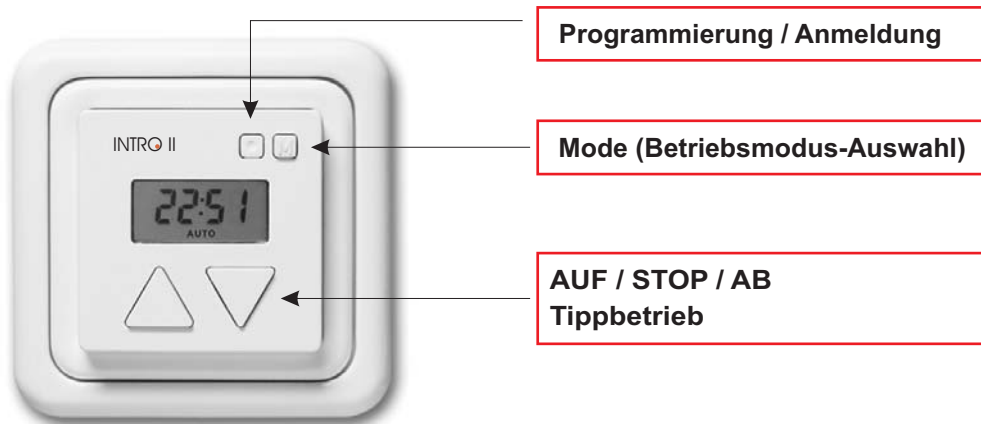 Programmierung / Anmeldung
INTRO II
M
Mode (Betriebsmodus-Auswahl)
22:51
AUTO
AUF / STOP / AB
Tippbetrieb